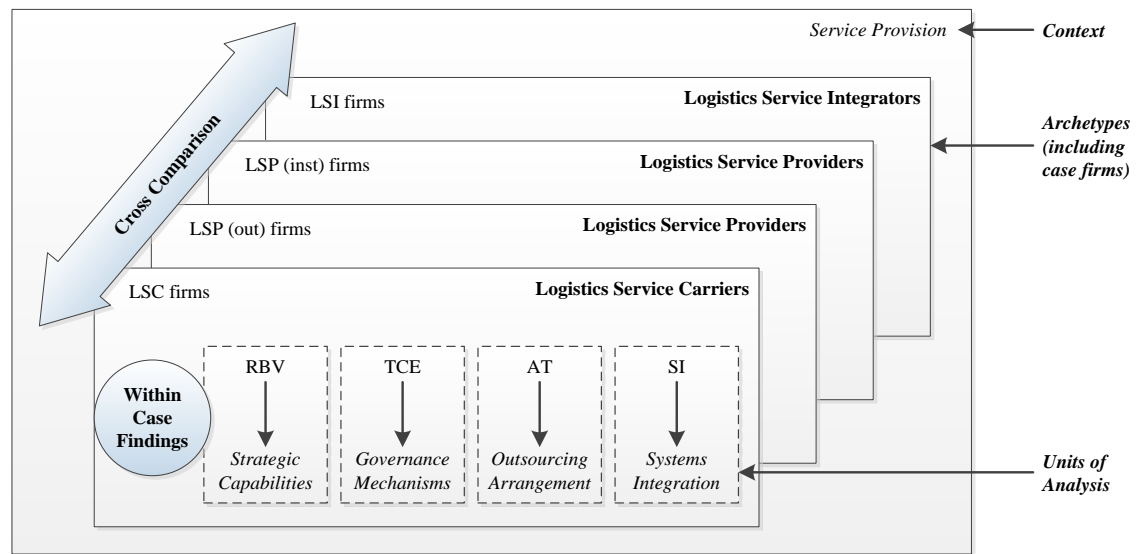 Service Provision
Context
LSI firms
Logistics Service Integrators
Archetypes
(including
case firms)
Cross Comparison
LSP (inst) firms
Logistics Service Providers
LSP (out) firms
Logistics Service Providers
LSC firms
Logistics Service Carriers
Within
Case
Findings
RBV
Strategic
Capabilities
TCE
Governance
Mechanisms
AT
Outsourcing
Arrangement
SI
Systems
Integration
Units of
Analysis